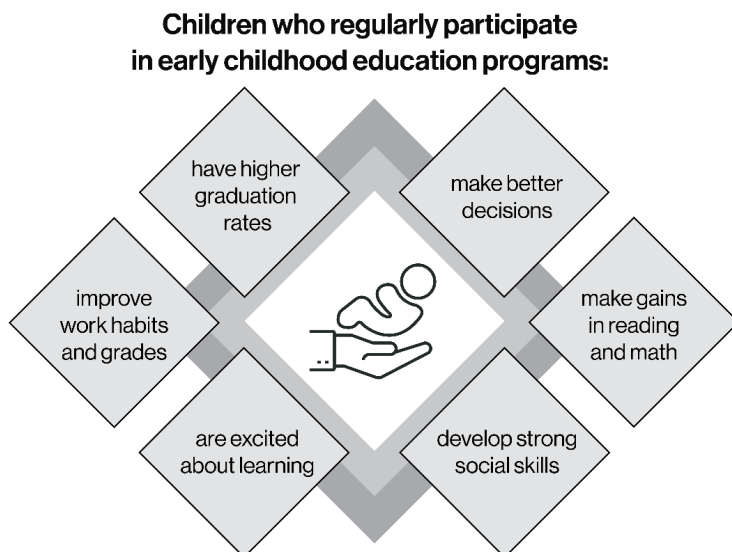 Children who regularly participate
in early childhood education programs:
have higher
graduation
rates
make better
decisions
improve
work habits
and grades
make gains
in reading
and math
are excited
about learning
develop strong
social skills